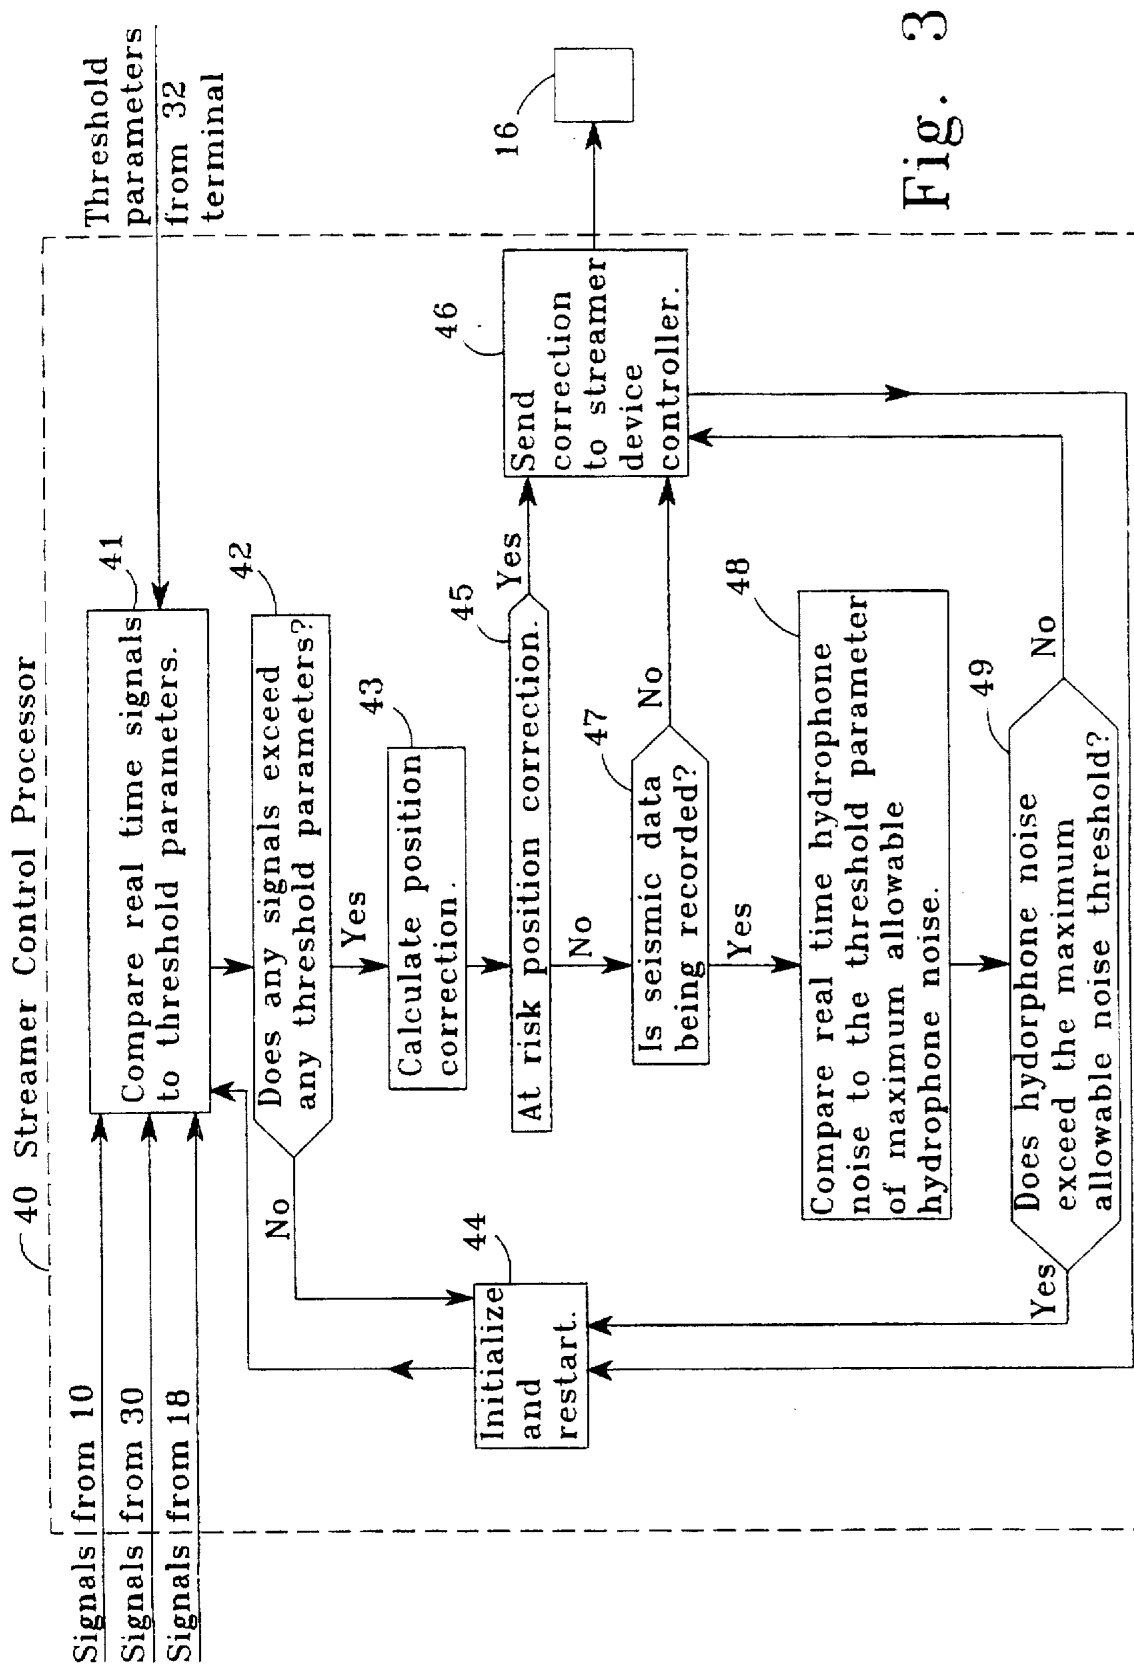 40 Streamer Control Processor
Signals from 10
Signals from 30
Signals from 18
Threshold
parameters
from 32
terminal
41
Compare real time signals
to threshold parameters.
42
Does any signals exceed
any threshold parameters?
No
Yes
43
Calculate position
correction.
44
Initialize
and
restart.
45
At risk position correction.
Yes
No
46
Send
correction
to streamer
device
controller.
16
47
Is seismic data
being recorded?
No
Yes
48
Compare real time hydrophone
noise to the threshold parameter
of maximum allowable
hydrophone noise.
49
Does hydorphone noise
exceed the maximum
allowable noise threshold?
Yes
No
Fig. 3